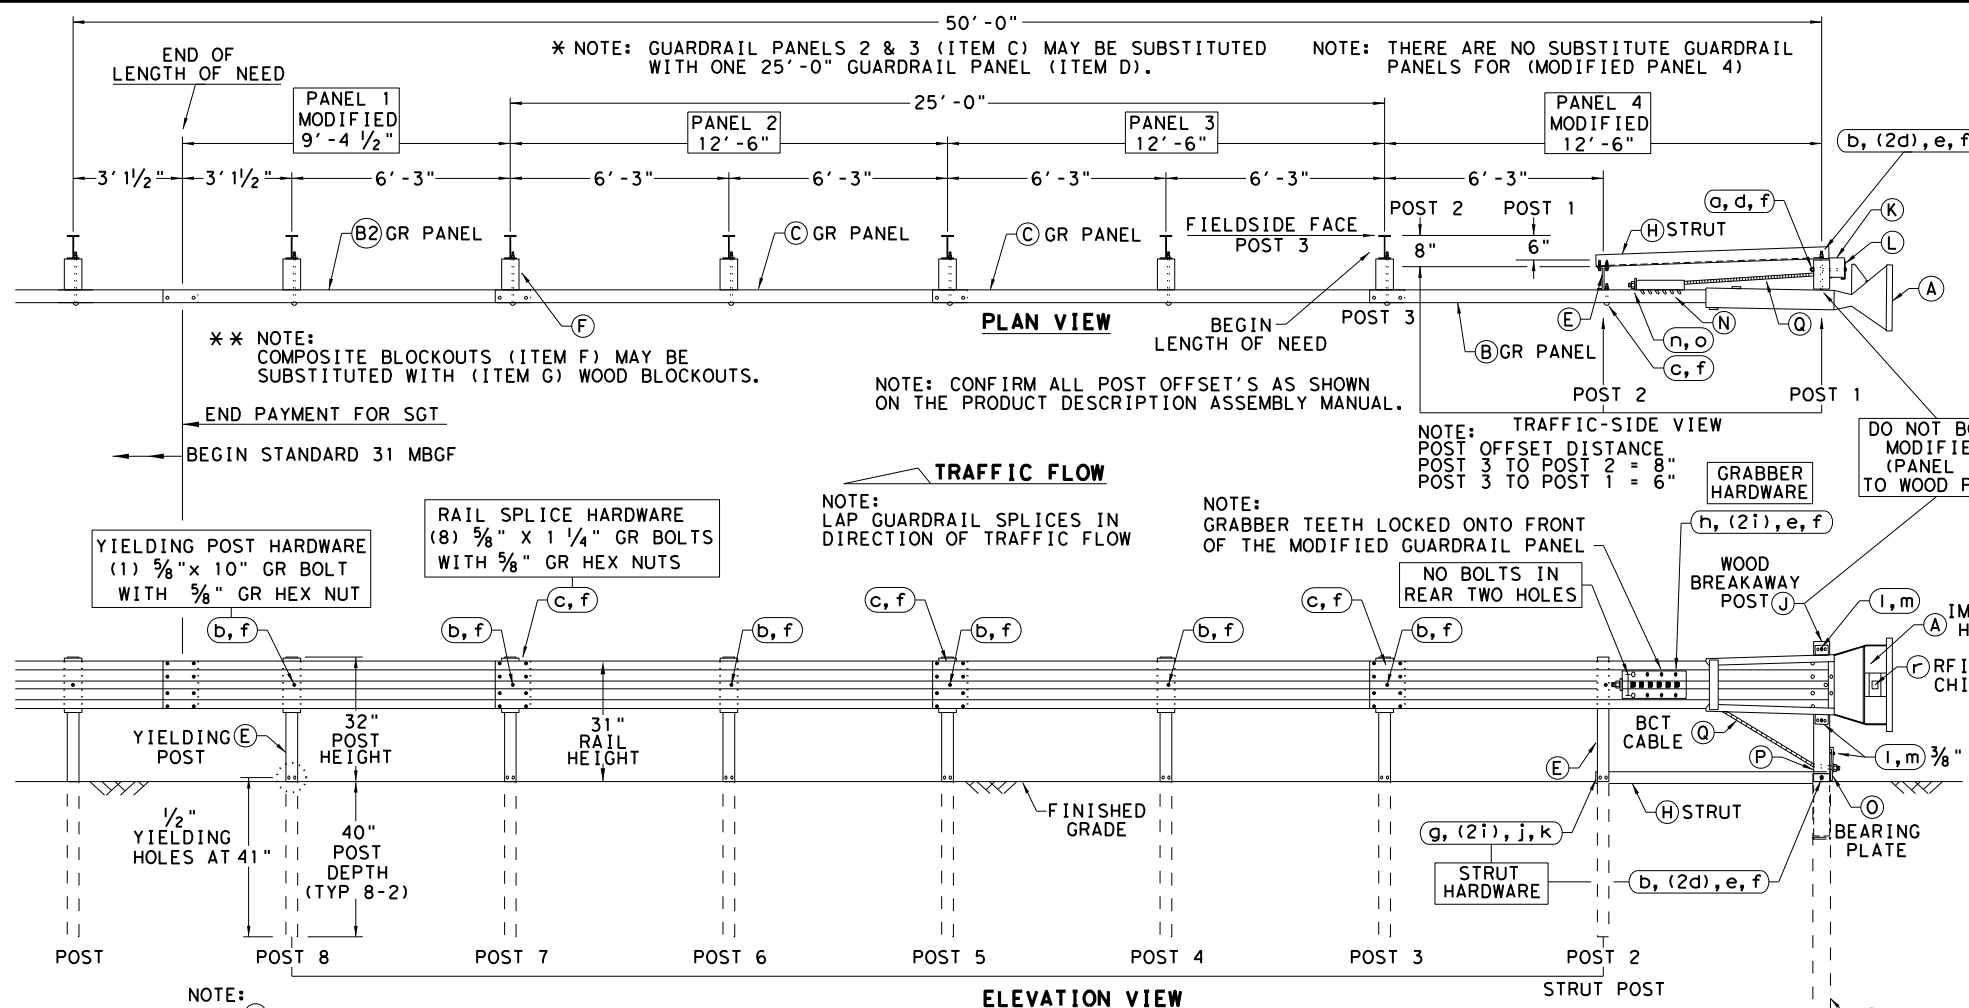 50'-0"
* NOTE: GUARDRAIL PANELS 2 & 3 (ITEM C) MAY BE SUBSTITUTED
WITH ONE 25'-0" GUARDRAIL PANEL (ITEM D).
NOTE: THERE ARE NO SUBSTITUTE GUARDRAIL
PANELS FOR (MODIFIED PANEL 4)
END OF
LENGTH OF NEED
PANEL 1
MODIFIED
9'-4 1/2"
25'-0"
PANEL 2
12'-6"
PANEL 3
12'-6"
PANEL 4
MODIFIED
12'-6"
b, (2d), e, f
3' 1 1/2"
3' 1 1/2"
6'-3"
6'-3"
6'-3"
6'-3"
6'-3"
6'-3"
B2 GR PANEL
C GR PANEL
C GR PANEL
FIELDSIDE FACE
POST 3
POST 2
8"
POST 1
6"
H STRUT
a, d, f
K
L
A
F
PLAN VIEW
BEGIN
LENGTH OF NEED
POST 3
B GR PANEL
E
N
Q
n, o
c, f
POST 2
POST 1
** NOTE:
COMPOSITE BLOCKOUTS (ITEM F) MAY BE
SUBSTITUTED WITH (ITEM G) WOOD BLOCKOUTS.
NOTE: CONFIRM ALL POST OFFSET'S AS SHOWN
ON THE PRODUCT DESCRIPTION ASSEMBLY MANUAL.
END PAYMENT FOR SGT
BEGIN STANDARD 31 MBGF
TRAFFIC-SIDE VIEW
NOTE:
POST OFFSET DISTANCE
POST 3 TO POST 2 = 8"
POST 3 TO POST 1 = 6"
DO NOT
(PANEL
TO WOOD
TRAFFIC FLOW
NOTE:
LAP GUARDRAIL SPLICES IN
DIRECTION OF TRAFFIC FLOW
NOTE:
GRABBER TEETH LOCKED ONTO FRONT
OF THE MODIFIED GUARDRAIL PANEL
GRABBER
HARDWARE
h, (2i), e, f
YIELDING POST HARDWARE
(1) 5/8"x 10" GR BOLT
WITH 5/8" GR HEX NUT
RAIL SPLICE HARDWARE
(8) 5/8" X 1 1/4" GR BOLTS
WITH 5/8" GR HEX NUTS
NO BOLTS IN
REAR TWO HOLES
WOOD
BREAKAWAY
POST J
l, m
A
r
b, f
b, f
c, f
b, f
c, f
b, f
b, f
c, f
b, f
YIELDING E
POST
32"
POST
HEIGHT
31"
RAIL
HEIGHT
BCT
CABLE Q
E
P
l, m 3/8"
1/2"
YIELDING
HOLES AT 41"
40"
POST
DEPTH
(TYP 8-2)
FINISHED
GRADE
g, (2i), j, k
STRUT
HARDWARE
b, (2d), e, f
H STRUT
O
BEARING
PLATE
POST
POST 8
POST 7
POST 6
POST 5
POST 4
POST 3
POST 2
STRUT POST
NOTE:
ELEVATION VIEW